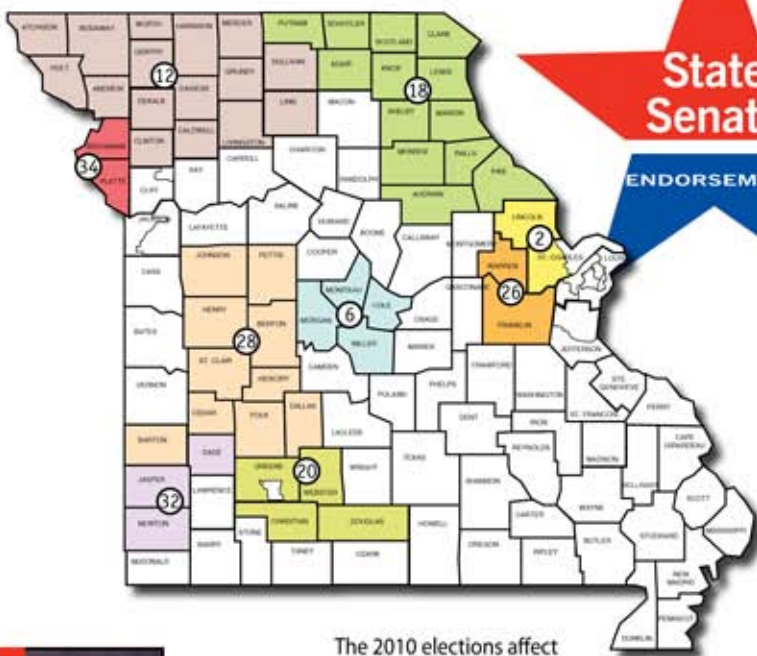 State
Senat
ENDORSEM
PUTNAM
SCHUYLER
SCOTLAND
CLARK
WORTH
HARRISON
MERCER
NODAWAY
GENTRY
SULLIVAN
ADAIR
KNOX
LEWIS
HOLT
12
GRUNDY
18
ANDREW
DEKALB
DAVIESS
LINN
MACON
SHELBY
MARION
CLINTON
CALDWELL
LIVINGSTON
CHARITON
MONROE
RALLS
34
PLATTE
RAY
CARROLL
RANDOLPH
PIKE
AUDRAIN
SALINE
LINCOLN
LAFAYETTE
HOWARD
BOONE
CALLAWAY
MONTGOMERY
2
JOHNSON
PETTIS
COOPER
WARREN
CASS
MONITEAU
26
HENRY
BENTON
MORGAN
6
COLE
OSAGE
FRANKLIN
BATES
28
MILLER
MARIES
JEFFERSON
ST. CLAIR
CAMDEN
CRAWFORD
WASHINGTON
STE. GENEVIEVE
VERNON
HICKORY
PULASKI
PHELPS
ST. FRANCOIS
PERRY
CEDAR
POLK
DALLAS
DENT
IRON
BARTON
LACLEDE
REYNOLDS
MADISON
CAPE GIRARDEAU
DADE
GREENE
20
WRIGHT
TEXAS
JASPER
WEBSTER
SHANNON
WAYNE
SCOTT
32
LAWRENCE
CHRISTIAN
DOUGLAS
HOWELL
CARTER
STODDARD
MISSISSIPPI
NEWTON
STONE
BUTLER
BARRY
TANEY
OZARK
OREGON
RIPLEY
NEW MADRID
MCDONALD
PEMISCOT
DUNKLIN
The 2010 elections affect